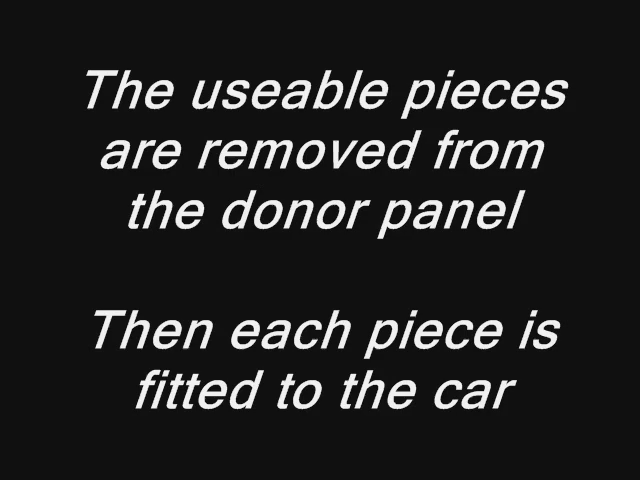 The useable pieces
are removed from
the donor panel
Then each piece is
fitted to the car